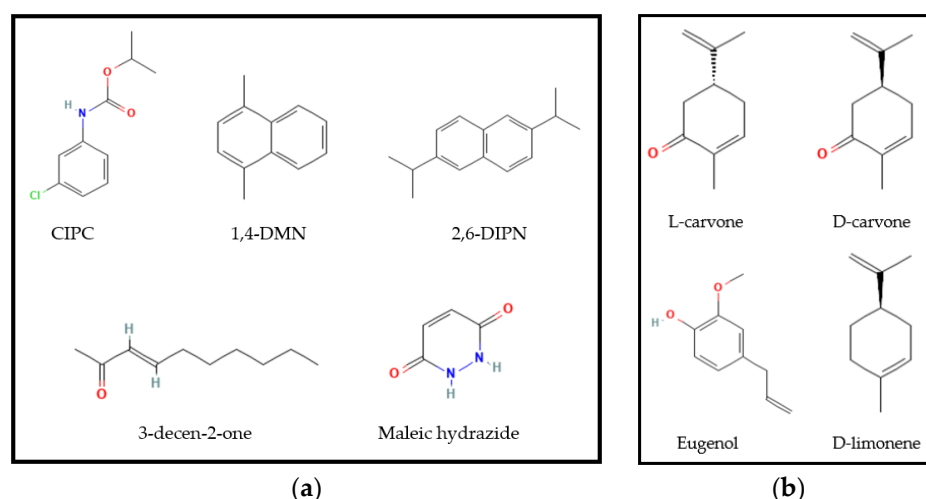 O
H
N
O
Cl
CIPC
1,4-DMN
2,6-DIPN
H
O
H
3-decen-2-one
O
O
N
N
H
H
Maleic hydrazide
(a)
O
L-carvone
O
D-carvone
O
H
O
Eugenol
D-limonene
(b)